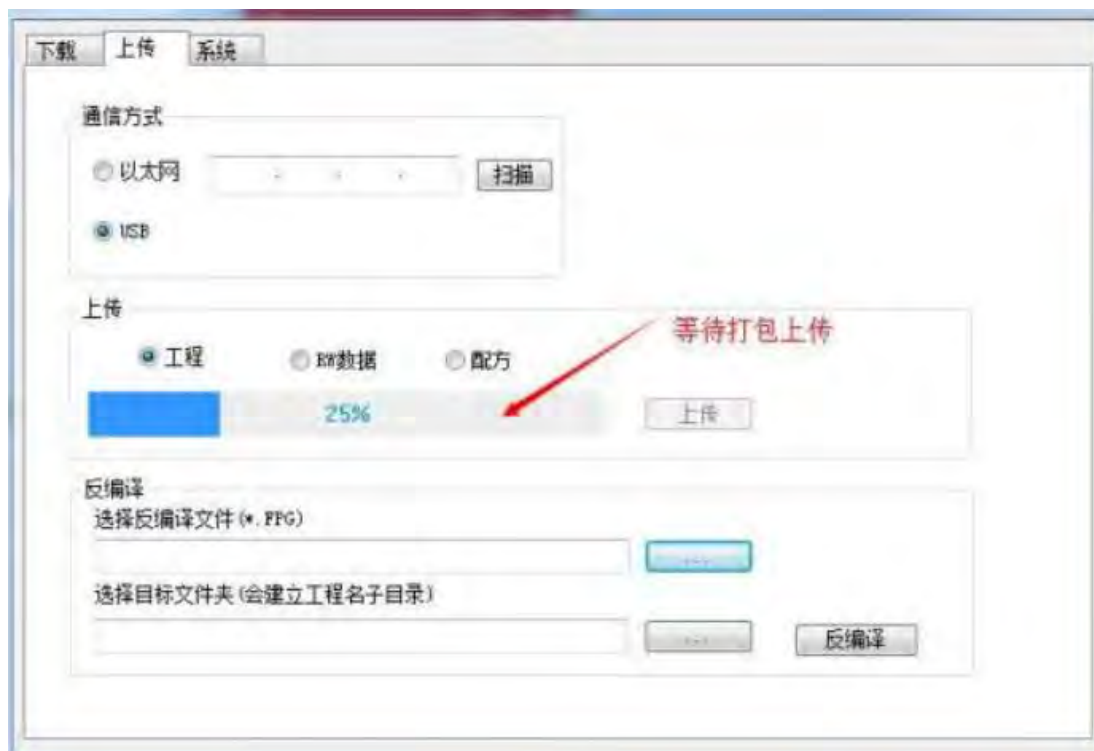 下载 上传 系统
通信方式
以太网 . . . 扫描
USB
上传
等待打包上传
工程 RW数据 配方
25% 上传
反编译
选择反编译文件(*.FPG)
...
选择目标文件夹(会建立工程名子目录)
... 反编译